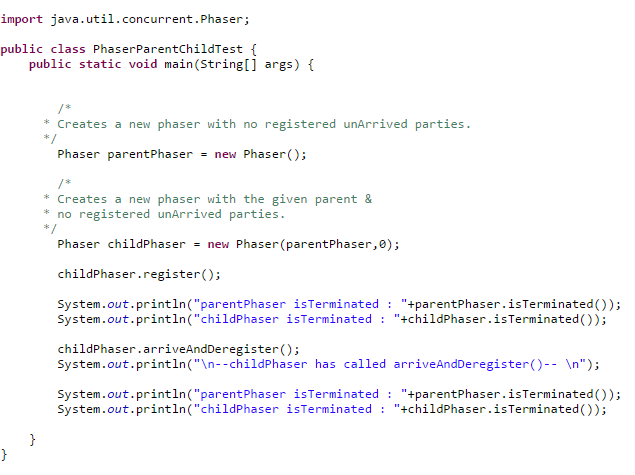 import java.util.concurrent.Phaser;
public class PhaserParentChildTest {
public static void main(String[] args) {
/*
* Creates a new phaser with no registered unArrived parties.
*/
Phaser parentPhaser = new Phaser();
/*
* Creates a new phaser with the given parent &
* no registered unArrived parties.
*/
Phaser childPhaser = new Phaser(parentPhaser,0);
childPhaser.register();
System.out.println("parentPhaser isTerminated : "+parentPhaser.isTerminated());
System.out.println("childPhaser isTerminated : "+childPhaser.isTerminated());
childPhaser.arriveAndDeregister();
System.out.println("\n--childPhaser has called arriveAndDeregister()-- \n");
System.out.println("parentPhaser isTerminated : "+parentPhaser.isTerminated());
System.out.println("childPhaser isTerminated : "+childPhaser.isTerminated());
}
}